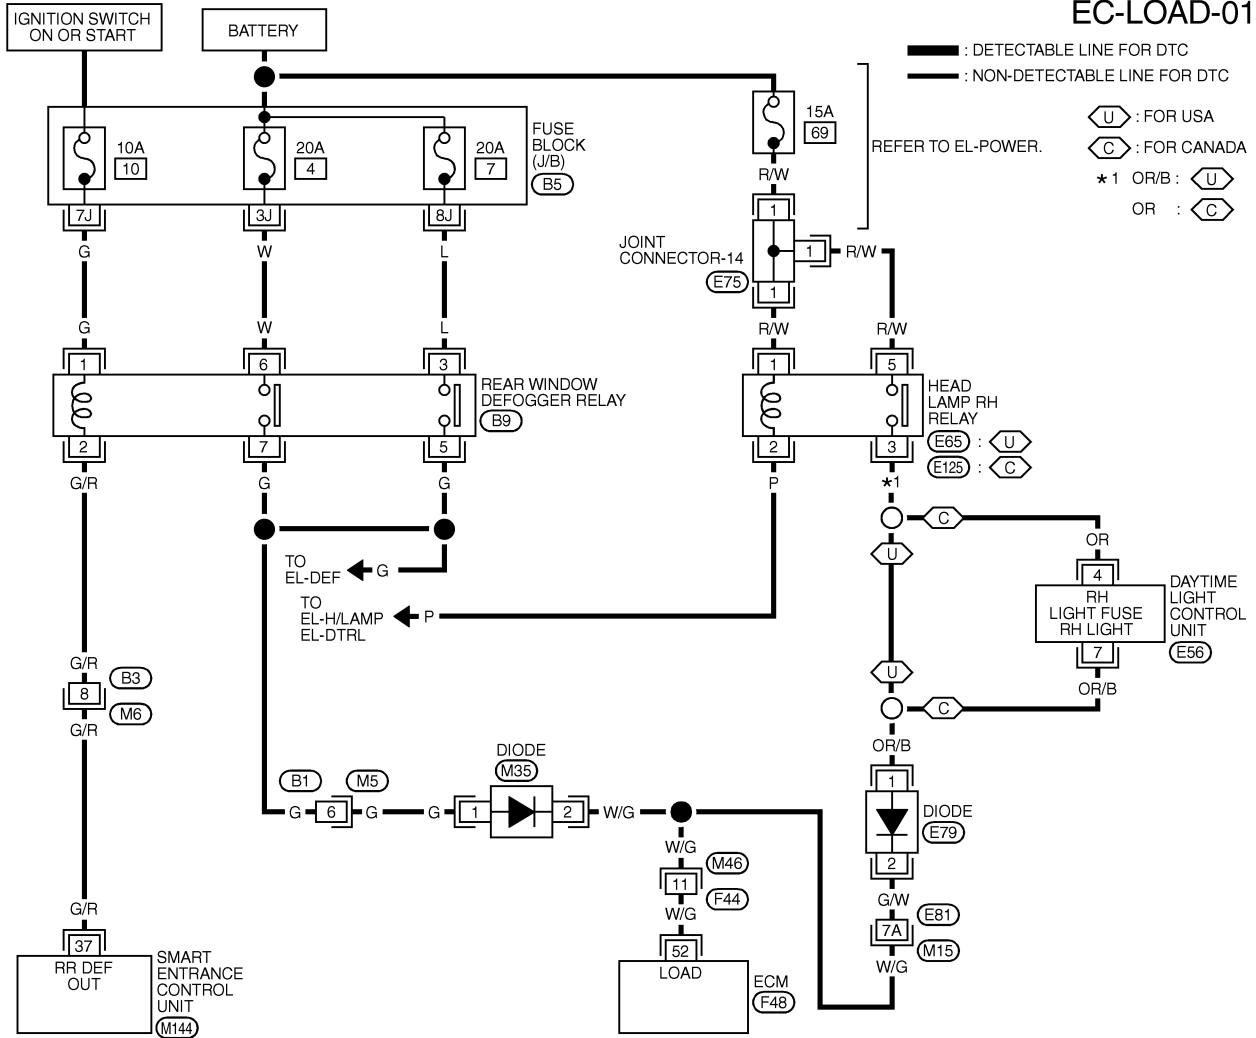 EC-LOAD-01
IGNITION SWITCH
ON OR START
BATTERY
: DETECTABLE LINE FOR DTC
: NON-DETECTABLE LINE FOR DTC
U : FOR USA
C : FOR CANADA
*1 OR/B : U
OR : C
REFER TO EL-POWER.
10A
10
20A
4
20A
7
FUSE
BLOCK
(J/B)
B5
15A
69
R/W
7J
3J
8J
G
W
L
1
JOINT
CONNECTOR-14
E75
1
R/W
1
G
W
L
R/W
R/W
1
6
3
1
5
REAR WINDOW
DEFOGGER RELAY
B9
HEAD
LAMP RH
RELAY
E65 : U
E125 : C
2
7
5
2
3
G/R
G
G
P
*1
C
U
TO
EL-DEF
G
TO
EL-H/LAMP
EL-DTRL
P
OR
4
RH
LIGHT FUSE
RH LIGHT
7
DAYTIME
LIGHT
CONTROL
UNIT
E56
OR/B
U
C
OR/B
G/R
8
B3
M6
G/R
B1
M5
G
6
G
G
1
DIODE
M35
2
W/G
W/G
11
M46
F44
W/G
52
LOAD
ECM
F48
1
DIODE
E79
2
G/W
7A
E81
M15
W/G
G/R
37
RR DEF
OUT
SMART
ENTRANCE
CONTROL
UNIT
M144